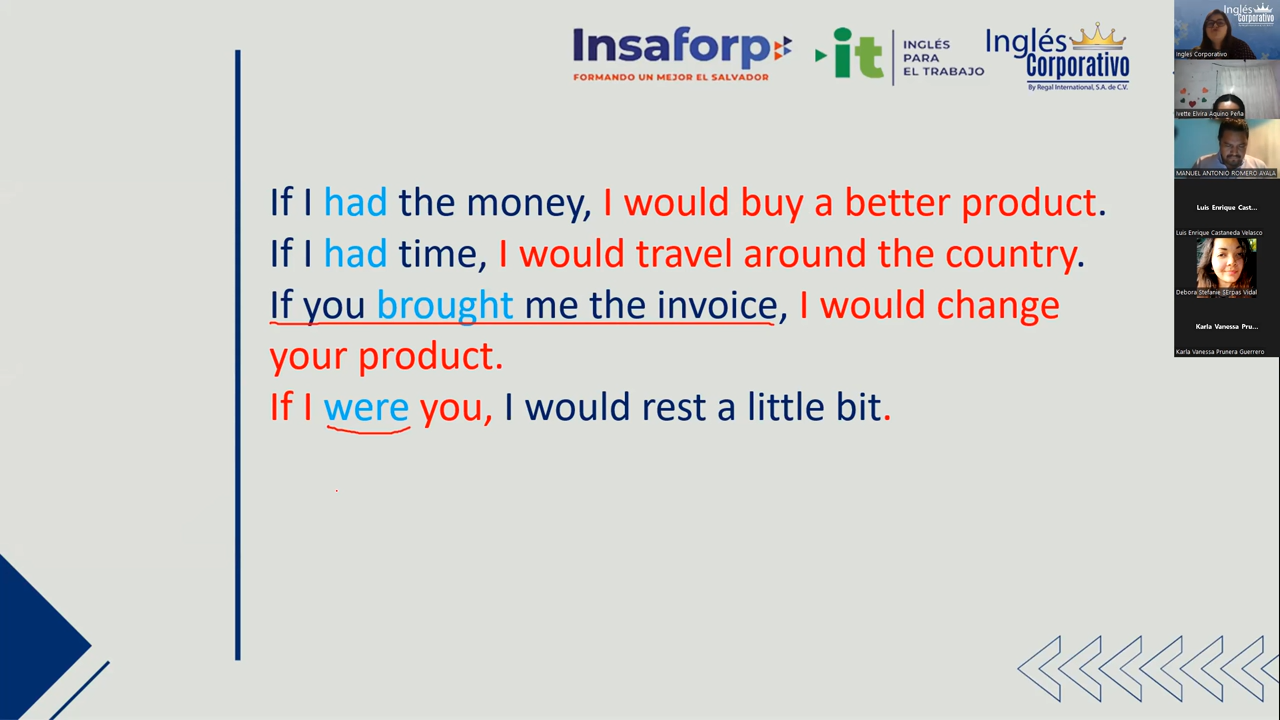 Insaforp
FORMANDO UN MEJOR EL SALVADOR
it
INGLÉS
PARA
EL TRABAJO
Inglés
Corporativo
By Regal International, S.A. de C.V.
If I had the money, I would buy a better product.
If I had time, I would travel around the country.
If you brought me the invoice, I would change
your product.
If I were you, I would rest a little bit.
Inglés
Corporativo
Ingles Corporativo
Ivette Elvira Aquino Peña
MANUEL ANTONIO ROMERO AYALA
Luis Enrique Cast...
Luis Enrique Castaneda Velasco
Debora Stefanie SErpas Vidal
Karla Vanessa Pru...
Karla Vanessa Prunera Guerrero